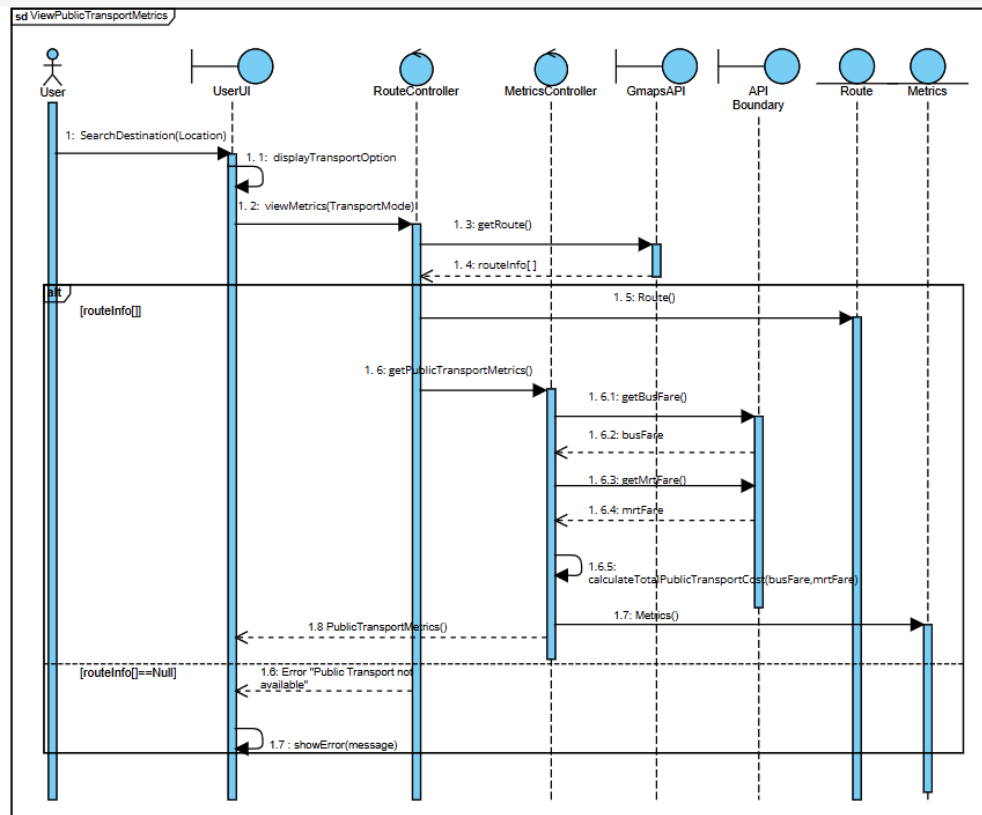 sd ViewPublicTransportMetrics
User
UserUI
RouteController
MetricsController
GmapsAPI
API
Boundary
Route
Metrics
1: SearchDestination(Location)
1. 1: displayTransportOption
1. 2: viewMetrics(TransportMode)
1. 3: getRoute()
1. 4: routeInfo[ ]
alt
[routeInfo[]]
1. 5: Route()
1. 6: getPublicTransportMetrics()
1. 6.1: getBusFare()
1. 6.2: busFare
1. 6.3: getMrtFare()
1. 6.4: mrtFare
1.6.5:
calculateTotalPublicTransportCost(busFare,mrtFare)
1.7: Metrics()
1.8 PublicTransportMetrics()
[routeInfo[]==Null]
1.6: Error "Public Transport not
available"
1.7 : showError(message)